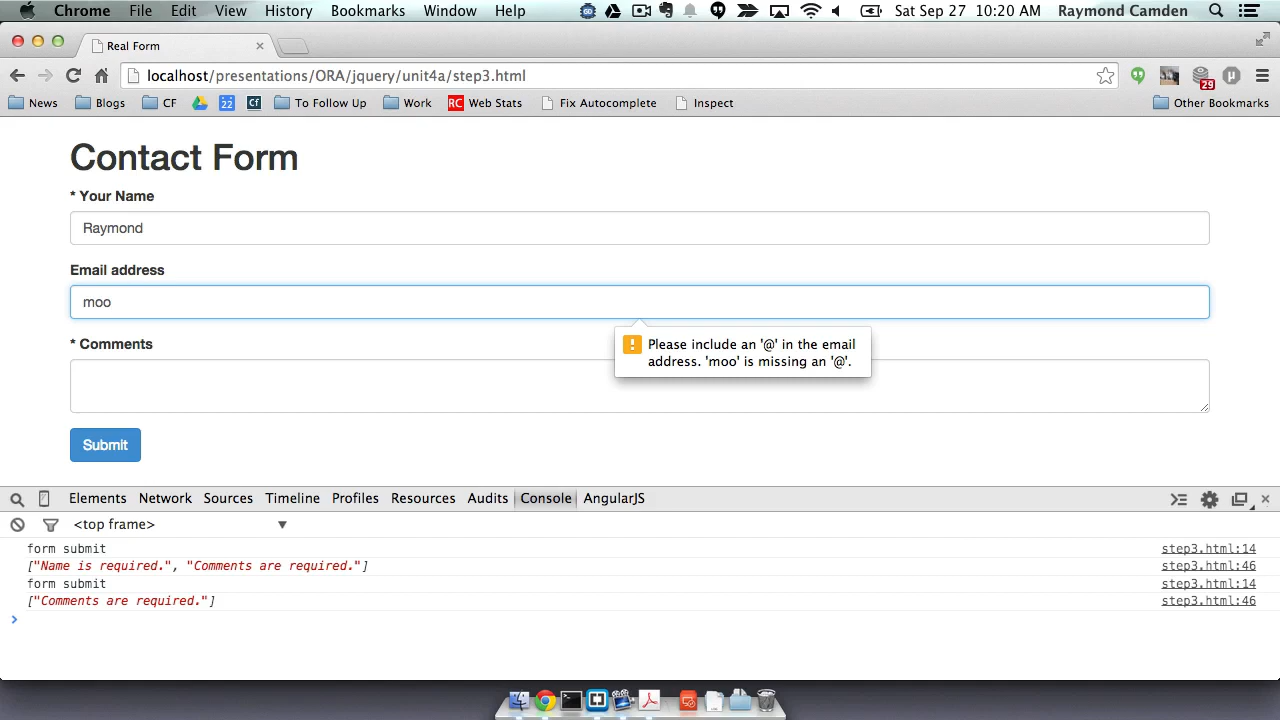 Chrome File Edit View History Bookmarks Window Help Sat Sep 27 10:20 AM Raymond Camden
Real Form
localhost/presentations/ORA/jquery/unit4a/step3.html
29
News Blogs CF 22 Cf To Follow Up Work RC Web Stats Fix Autocomplete Inspect Other Bookmarks
Contact Form
* Your Name
Raymond
Email address
moo
Please include an '@' in the email
address. 'moo' is missing an '@'.
* Comments
Submit
Elements Network Sources Timeline Profiles Resources Audits Console AngularJS
<top frame>
form submit step3.html:14
["Name is required.", "Comments are required."] step3.html:46
form submit step3.html:14
["Comments are required."] step3.html:46